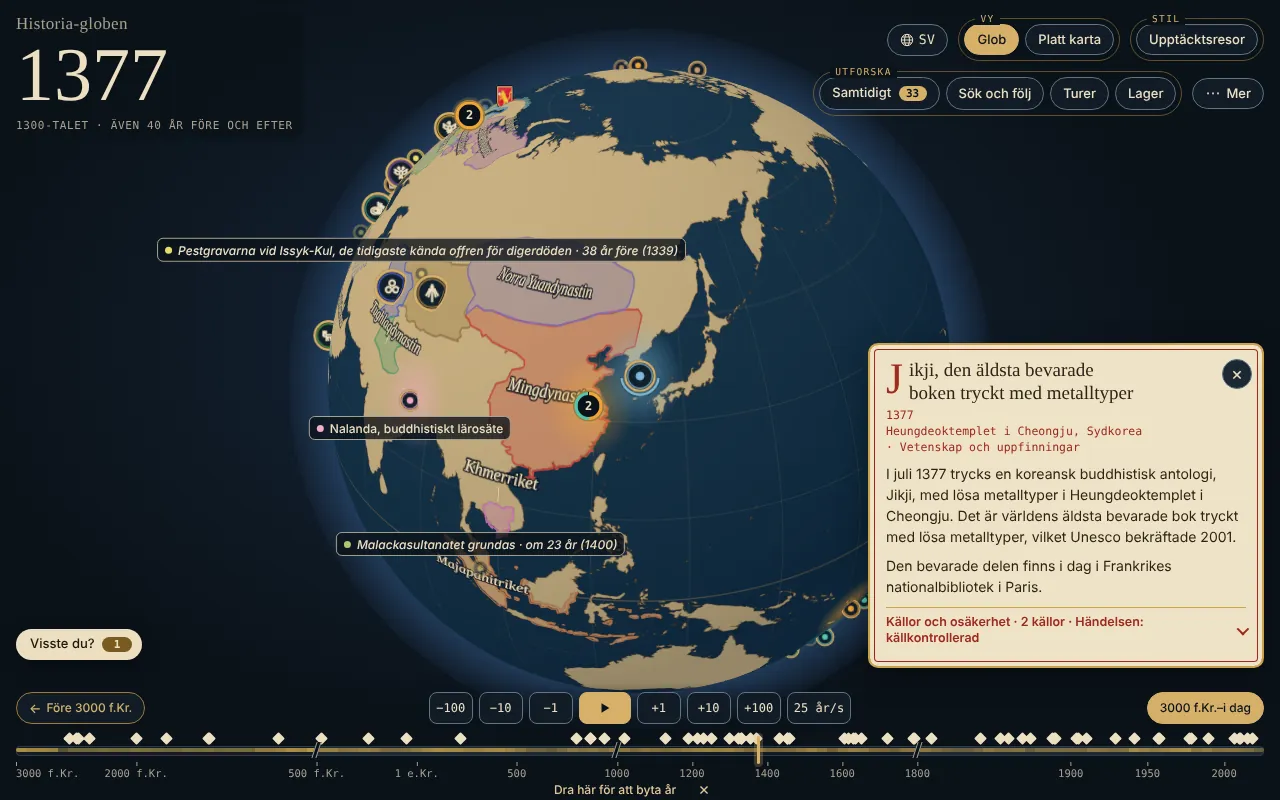 Historia-globen
1377
1300-TALET · ÄVEN 40 ÅR FÖRE OCH EFTER
SV
VY
Glob
Platt karta
STIL
Upptäcktsresor
UTFORSKA
Samtidigt 33
Sök och följ
Turer
Lager
··· Mer
2
Pestgravarna vid Issyk-Kul, de tidigaste kända offren för digerdöden · 38 år före (1339)
Norra Yuandynastin
Tughlaqdynastin
Mingdynas
2
Nalanda, buddhistiskt lärosäte
Khmerriket
Malackasultanatet grundas · om 23 år (1400)
Majapahitriket
Jikji, den äldsta bevarade
boken tryckt med metalltyper
1377
Heungdeoktemplet i Cheongju, Sydkorea
· Vetenskap och uppfinningar
I juli 1377 trycks en koreansk buddhistisk antologi,
Jikji, med lösa metalltyper i Heungdeoktemplet i
Cheongju. Det är världens äldsta bevarade bok tryckt
med lösa metalltyper, vilket Unesco bekräftade 2001.
Den bevarade delen finns i dag i Frankrikes
nationalbibliotek i Paris.
Källor och osäkerhet · 2 källor · Händelsen:
källkontrollerad
Visste du? 1
← Före 3000 f.Kr.
−100
−10
−1
+1
+10
+100
25 år/s
3000 f.Kr.–i dag
3000 f.Kr.
2000 f.Kr.
500 f.Kr.
1 e.Kr.
500
1000
1200
1400
1600
1800
1900
1950
2000
Dra här för att byta år ✕